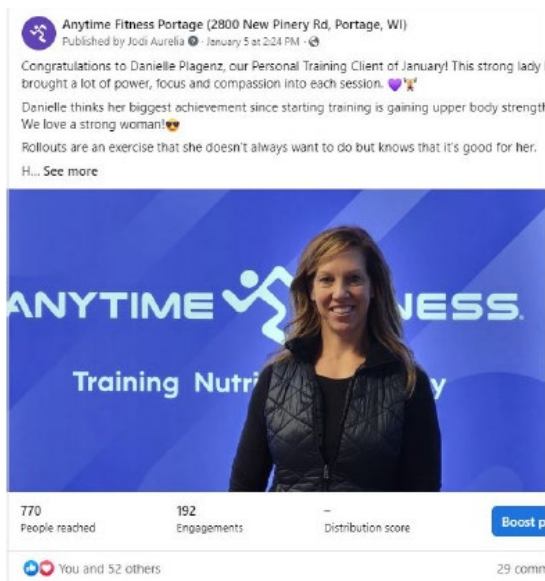 Anytime Fitness Portage (2800 New Pinery Rd, Portage, WI)
Published by Jodi Aurelia · January 5 at 2:24 PM ·
Congratulations to Danielle Plagenz, our Personal Training Client of January! This strong lady
brought a lot of power, focus and compassion into each session. 💜🏋️
Danielle thinks her biggest achievement since starting training is gaining upper body strength
We love a strong woman!😎
Rollouts are an exercise that she doesn't always want to do but knows that it's good for her.
H... See more
ANYTIME NESS.
Training Nutri y
770
192
–
People reached
Engagements
Distribution score
Boost p
You and 52 others
29 comm